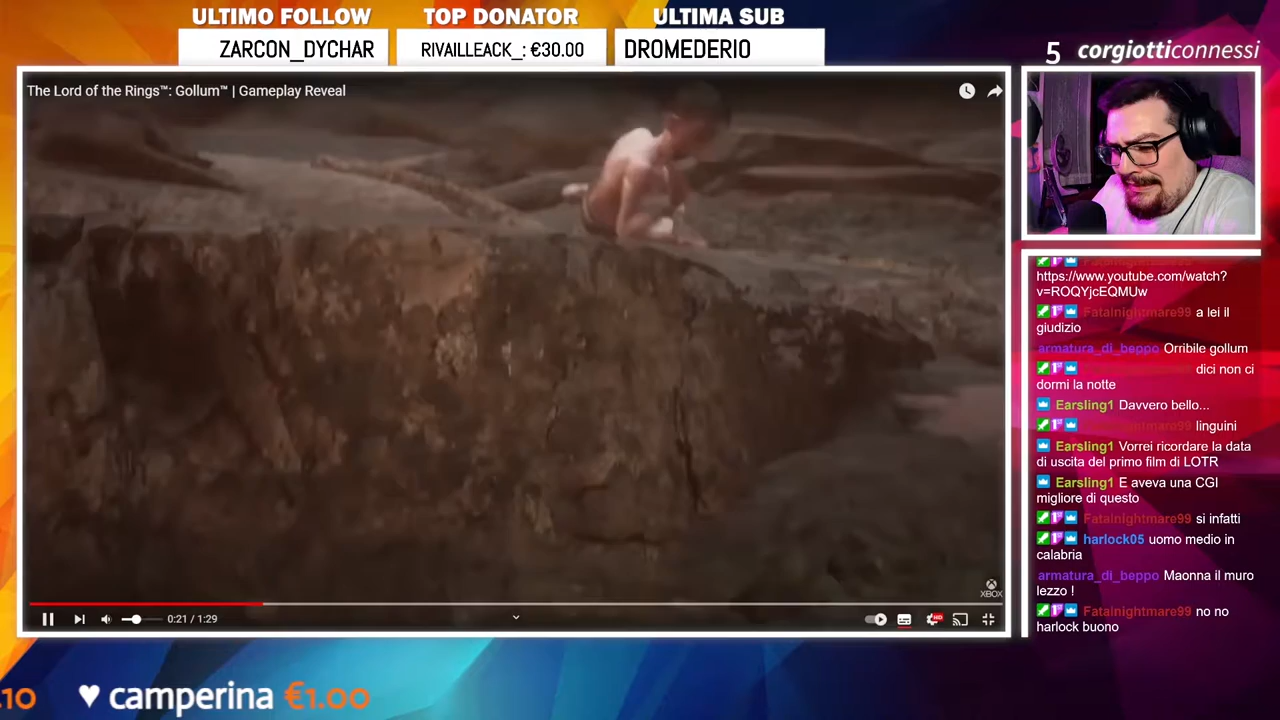 ULTIMO FOLLOW
TOP DONATOR
ULTIMA SUB
ZARCON_DYCHAR
RIVAILLEACK_: €30.00
DROMEDERIO
5 corgiotticonnessi
The Lord of the Rings™: Gollum™ | Gameplay Reveal
https://www.youtube.com/watch?
v=ROQYjcEQMUw
Fatalnightmare99 a lei il
giudizio
armatura_di_beppo Orribile gollum
Fatalnightmare99 dici non ci
dormi la notte
Earsling1 Davvero bello...
Fatalnightmare99 linguini
Earsling1 Vorrei ricordare la data
di uscita del primo film di LOTR
Earsling1 E aveva una CGI
migliore di questo
Fatalnightmare99 si infatti
harlock05 uomo medio in
calabria
armatura_di_beppo Maonna il muro
lezzo !
Fatalnightmare99 no no
harlock buono
XBOX
0:21 / 1:29
HD
.10
♥ camperina €1.00